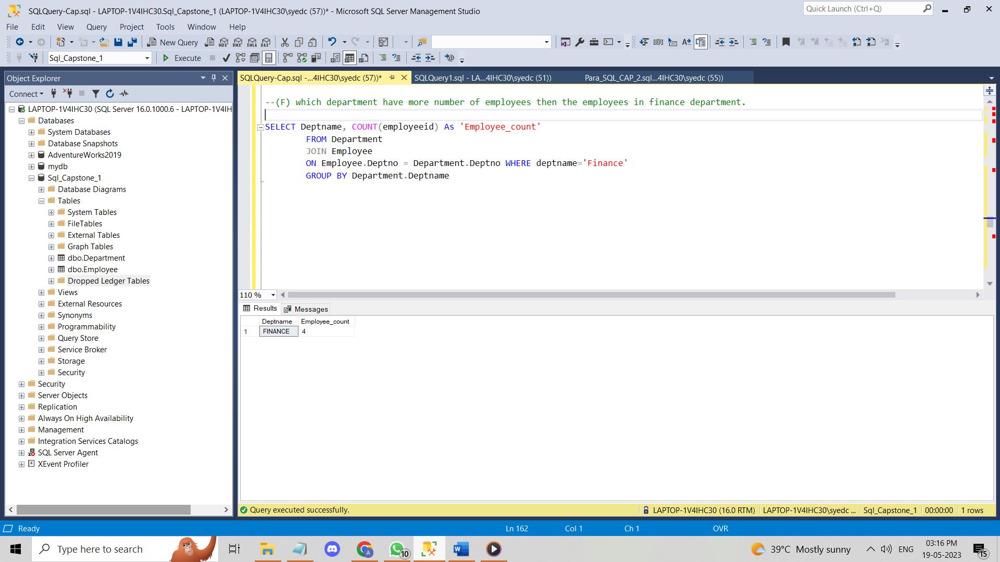 SQLQuery-Cap.sql - LAPTOP-1V4IHC30.Sql_Capstone_1 (LAPTOP-1V4IHC30\syedc (57))* - Microsoft SQL Server Management Studio
Quick Launch (Ctrl+Q)
File Edit View Query Project Tools Window Help
New Query MDX DMX XMLA DAX
Sql_Capstone_1 Execute
Object Explorer
SQLQuery-Cap.sql -...4IHC30\syedc (57))* SQLQuery1.sql - LA...4IHC30\syedc (51)) Para_SQL_CAP_2.sql...4IHC30\syedc (55))
Connect
LAPTOP-1V4IHC30 (SQL Server 16.0.1000.6 - LAPTOP-1V4IH
Databases
System Databases
Database Snapshots
AdventureWorks2019
mydb
Sql_Capstone_1
Database Diagrams
Tables
System Tables
FileTables
External Tables
Graph Tables
dbo.Department
dbo.Employee
Dropped Ledger Tables
Views
External Resources
Synonyms
Programmability
Query Store
Service Broker
Storage
Security
Security
Server Objects
Replication
Always On High Availability
Management
Integration Services Catalogs
SQL Server Agent
XEvent Profiler
--(F) which department have more number of employees then the employees in finance department.
SELECT Deptname, COUNT(employeeid) As 'Employee_count'
FROM Department
JOIN Employee
ON Employee.Deptno = Department.Deptno WHERE deptname='Finance'
GROUP BY Department.Deptname
110 %
Results Messages
Deptname Employee_count
1 FINANCE 4
Query executed successfully. LAPTOP-1V4IHC30 (16.0 RTM) LAPTOP-1V4IHC30\syedc ... Sql_Capstone_1 00:00:00 1 rows
Ready Ln 162 Col 1 Ch 1 OVR
Type here to search 10 39°C Mostly sunny ENG 03:16 PM
19-05-2023 15